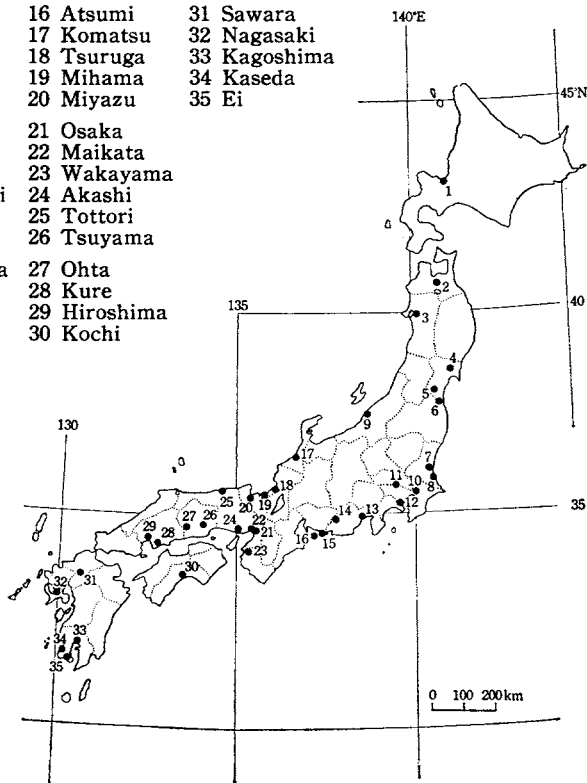 16 Atsumi
17 Komatsu
18 Tsuruga
19 Mihama
20 Miyazu
21 Osaka
22 Maikata
23 Wakayama
i 24 Akashi
25 Tottori
26 Tsuyama
a 27 Ohta
28 Kure
29 Hiroshima
30 Kochi
31 Sawara
32 Nagasaki
33 Kagoshima
34 Kaseda
35 Ei
140°E
45°N
1
2
40
135
3
4
5
6
9
130
17
7
8
11
10
12
18
25
20
19
35
29
27
26
24
22
21
14
13
28
16
15
23
30
32
31
34
33
35
0 100 200km